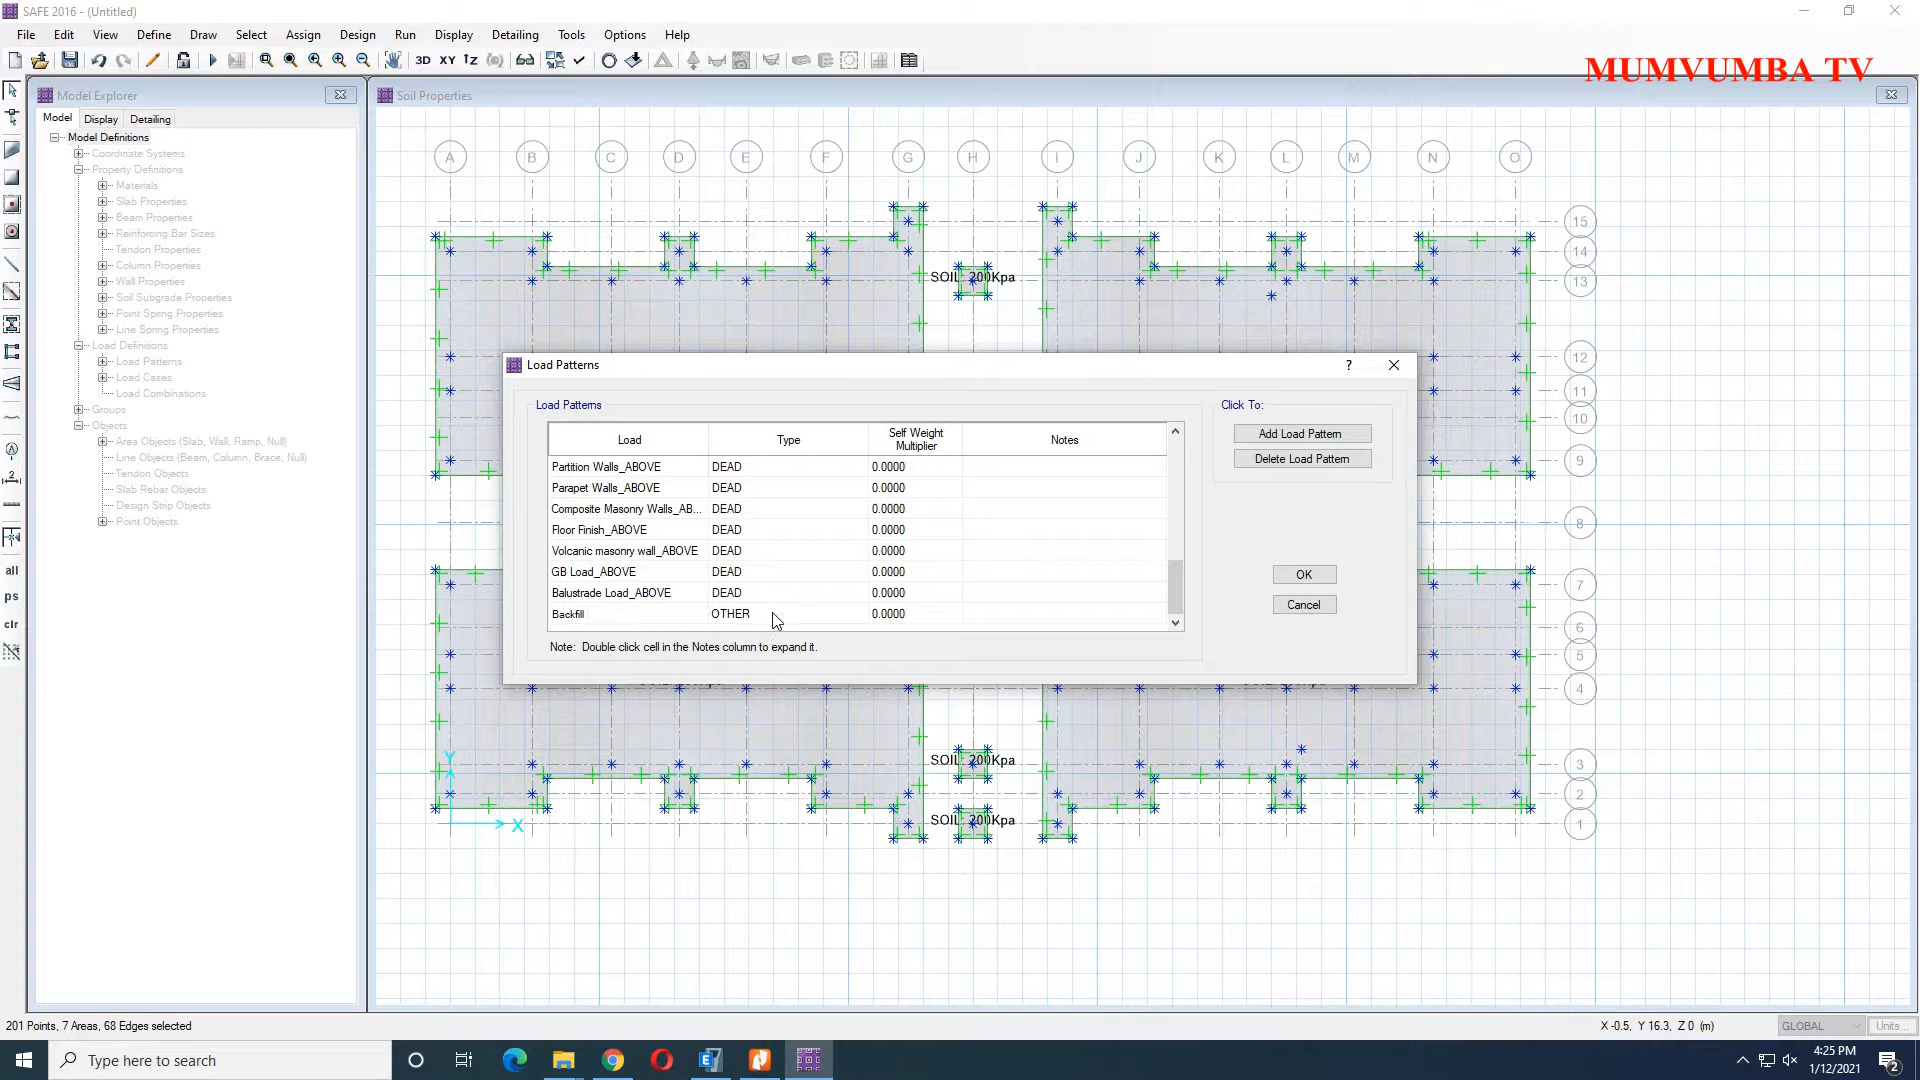 SAFE 2016 - (Untitled)
File Edit View Define Draw Select Assign Design Run Display Tools Detailing Options Help
3D XY
MUMVUMBA TV
Model Explorer
Soil Properties
Model Display Detailing
Model Definitions
Coordinate Systems
Property Definitions
Materials
Slab Properties
Beam Properties
Reinforcing Bar Sizes
Tendon Properties
Column Properties
Wall Properties
Soil Subgrade Properties
Point Spring Properties
Line Spring Properties
Load Definitions
Load Patterns
Load Cases
Load Combinations
Groups
Objects
Area Objects (Slab, Wall, Ramp, Null)
Line Objects (Beam, Column, Brace, Null)
Tendon Objects
Slab Rebar Objects
Design Strip Objects
Point Objects
all
ps
clr
A B C D E F G H I J K L M N O
15
14
13
12
11
10
9
8
7
6
5
4
3
2
1
SOIL: 200Kpa
Load Patterns
?
Load Patterns
Click To:
Load Type Self Weight Multiplier Notes
Partition Walls_ABOVE DEAD 0.0000
Parapet Walls_ABOVE DEAD 0.0000
Composite Masonry Walls_AB... DEAD 0.0000
Floor Finish_ABOVE DEAD 0.0000
Volcanic masonry wall_ABOVE DEAD 0.0000
GB Load_ABOVE DEAD 0.0000
Balustrade Load_ABOVE DEAD 0.0000
Backfill OTHER 0.0000
Note: Double click cell in the Notes column to expand it.
Add Load Pattern
Delete Load Pattern
OK
Cancel
SOIL: 200Kpa
SOIL: 200Kpa
Y
X
201 Points, 7 Areas, 68 Edges selected
X -0.5, Y 16.3, Z 0 (m)
GLOBAL
Units...
Type here to search
4:25 PM
1/12/2021
2